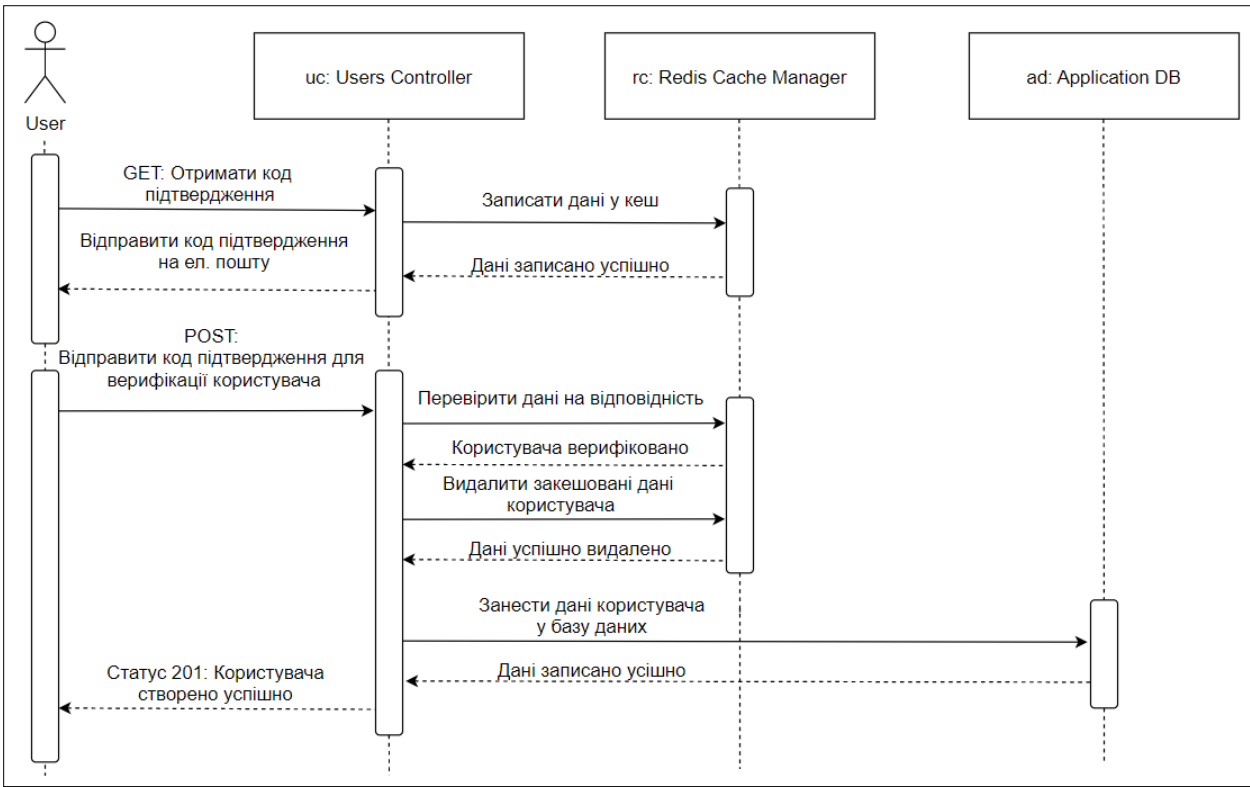 uc: Users Controller
rc: Redis Cache Manager
ad: Application DB
User
GET: Отримати код
підтвердження
Записати дані у кеш
Відправити код підтвердження
на ел. пошту
Дані записано успішно
POST:
Відправити код підтвердження для
верифікації користувача
Перевірити дані на відповідність
Користувача верифіковано
Видалити закешовані дані
користувача
Дані успішно видалено
Занести дані користувача
у базу даних
Статус 201: Користувача
створено успішно
Дані записано усішно